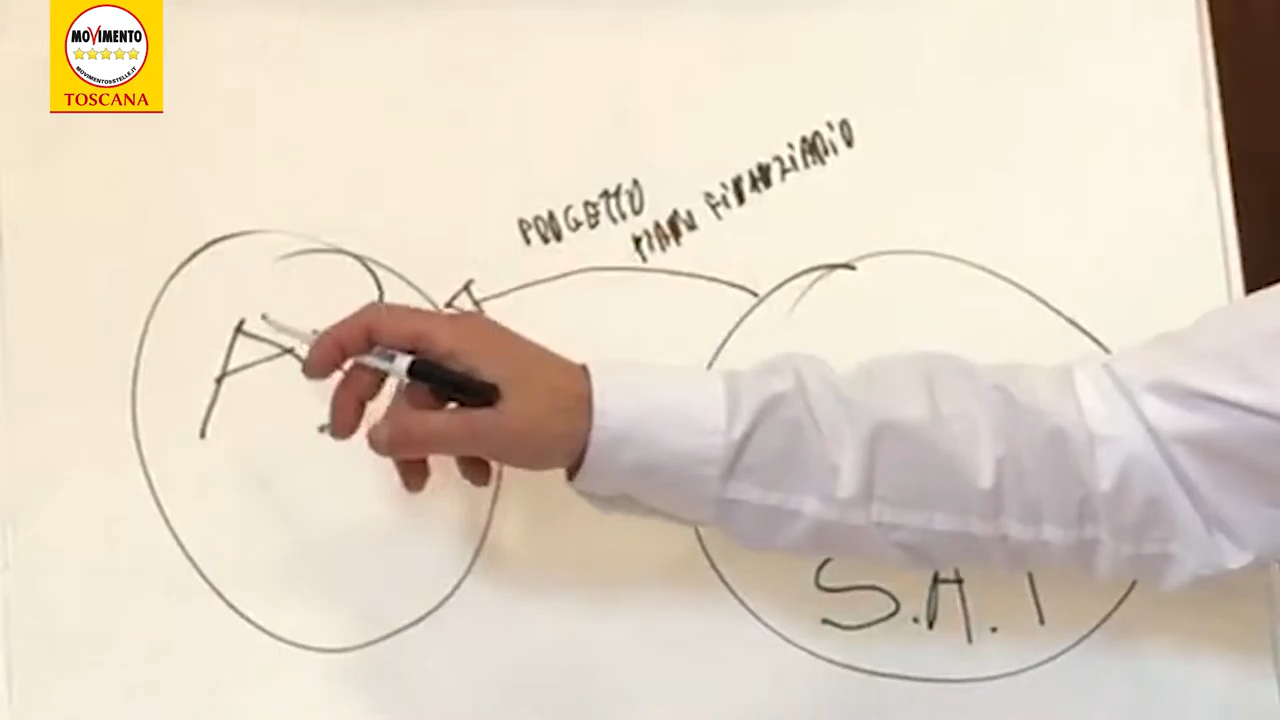 MOVIMENTO
MOVIMENTO5STELLE.IT
TOSCANA
PROGETTO
PIANO FINANZIARIO
A
S.A.I